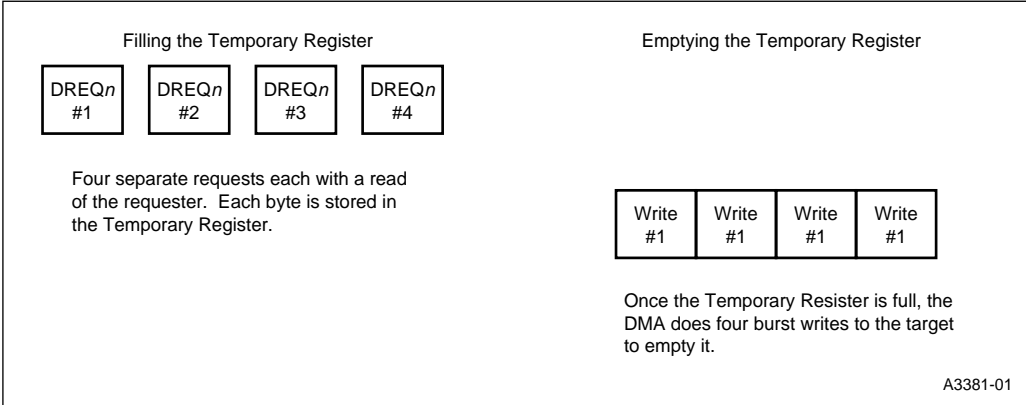 Filling the Temporary Register
DREQn
#1
DREQn
#2
DREQn
#3
DREQn
#4
Four separate requests each with a read
of the requester. Each byte is stored in
the Temporary Register.
Emptying the Temporary Register
Write
#1
Write
#1
Write
#1
Write
#1
Once the Temporary Resister is full, the
DMA does four burst writes to the target
to empty it.
A3381-01